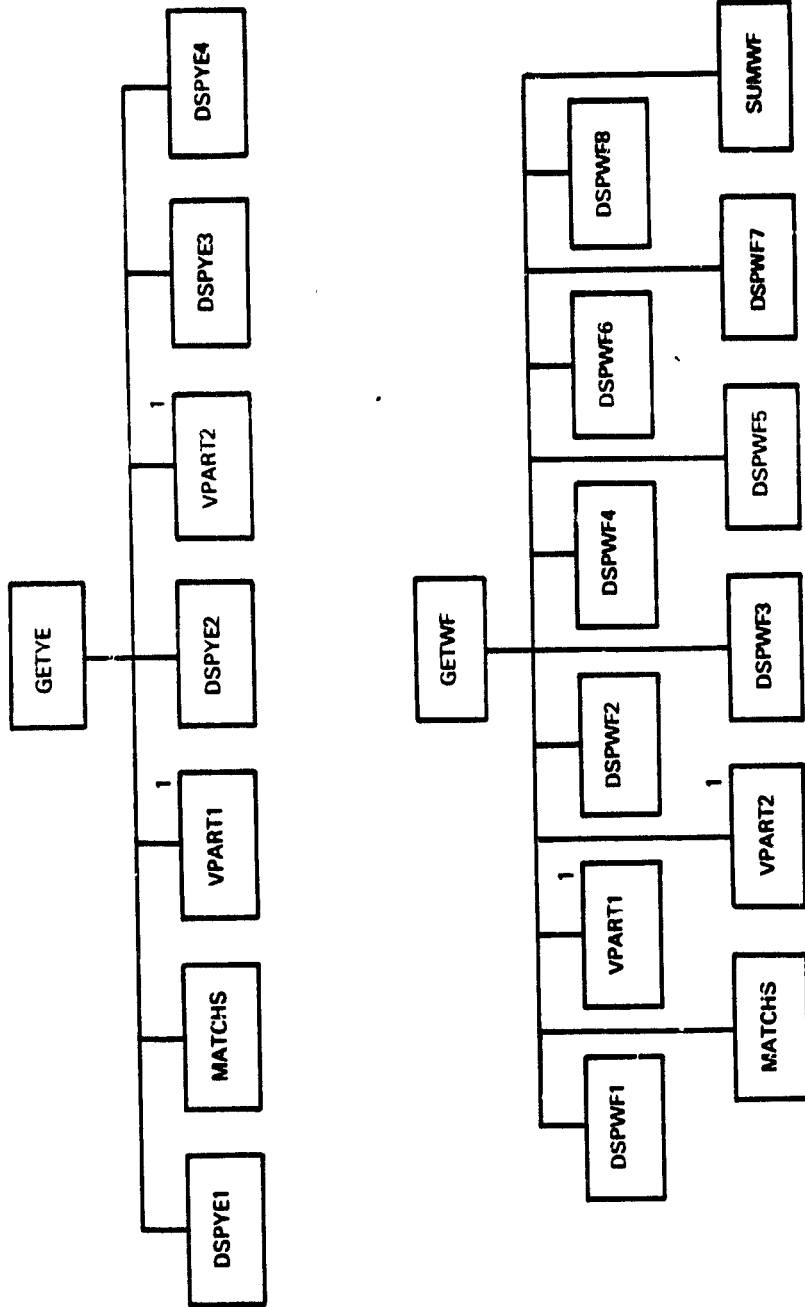 GETYE
DSPYE1
MATCHS
VPART1
1
DSPYE2
VPART2
1
DSPYE3
DSPYE4
GETWF
DSPWF1
MATCHS
VPART1
1
VPART2
1
DSPWF2
DSPWF3
DSPWF4
DSPWF5
DSPWF6
DSPWF7
DSPWF8
SUMWF